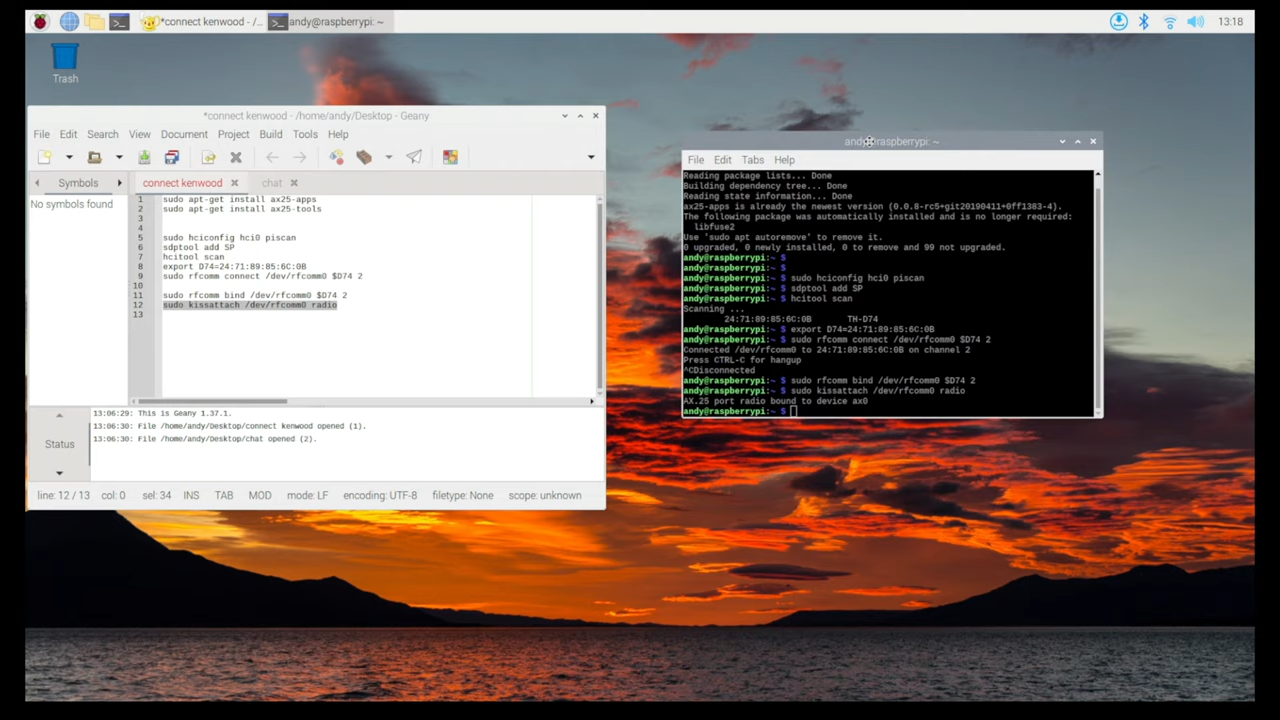 *connect kenwood - /...
andy@raspberrypi: ~
13:18
Trash
*connect kenwood - /home/andy/Desktop - Geany
File Edit Search View Document Project Build Tools Help
Symbols
connect kenwood
chat
No symbols found
1 sudo apt-get install ax25-apps
2 sudo apt-get install ax25-tools
3
4
5 sudo hciconfig hci0 piscan
6 sdptool add SP
7 hcitool scan
8 export D74=24:71:89:85:6C:0B
9 sudo rfcomm connect /dev/rfcomm0 $D74 2
10
11 sudo rfcomm bind /dev/rfcomm0 $D74 2
12 sudo kissattach /dev/rfcomm0 radio
13
Status
13:06:29: This is Geany 1.37.1.
13:06:30: File /home/andy/Desktop/connect kenwood opened (1).
13:06:30: File /home/andy/Desktop/chat opened (2).
line: 12 / 13 col: 0 sel: 34 INS TAB MOD mode: LF encoding: UTF-8 filetype: None scope: unknown
andy@raspberrypi: ~
File Edit Tabs Help
Reading package lists... Done
Building dependency tree... Done
Reading state information... Done
ax25-apps is already the newest version (0.0.8-rc5+git20190411+0ff1383-4).
The following package was automatically installed and is no longer required:
libfuse2
Use 'sudo apt autoremove' to remove it.
0 upgraded, 0 newly installed, 0 to remove and 99 not upgraded.
andy@raspberrypi:~ $
andy@raspberrypi:~ $
andy@raspberrypi:~ $ sudo hciconfig hci0 piscan
andy@raspberrypi:~ $ sdptool add SP
andy@raspberrypi:~ $ hcitool scan
Scanning ...
24:71:89:85:6C:0B TH-D74
andy@raspberrypi:~ $ export D74=24:71:89:85:6C:0B
andy@raspberrypi:~ $ sudo rfcomm connect /dev/rfcomm0 $D74 2
Connected /dev/rfcomm0 to 24:71:89:85:6C:0B on channel 2
Press CTRL-C for hangup
^CDisconnected
andy@raspberrypi:~ $ sudo rfcomm bind /dev/rfcomm0 $D74 2
andy@raspberrypi:~ $ sudo kissattach /dev/rfcomm0 radio
AX.25 port radio bound to device ax0
andy@raspberrypi:~ $